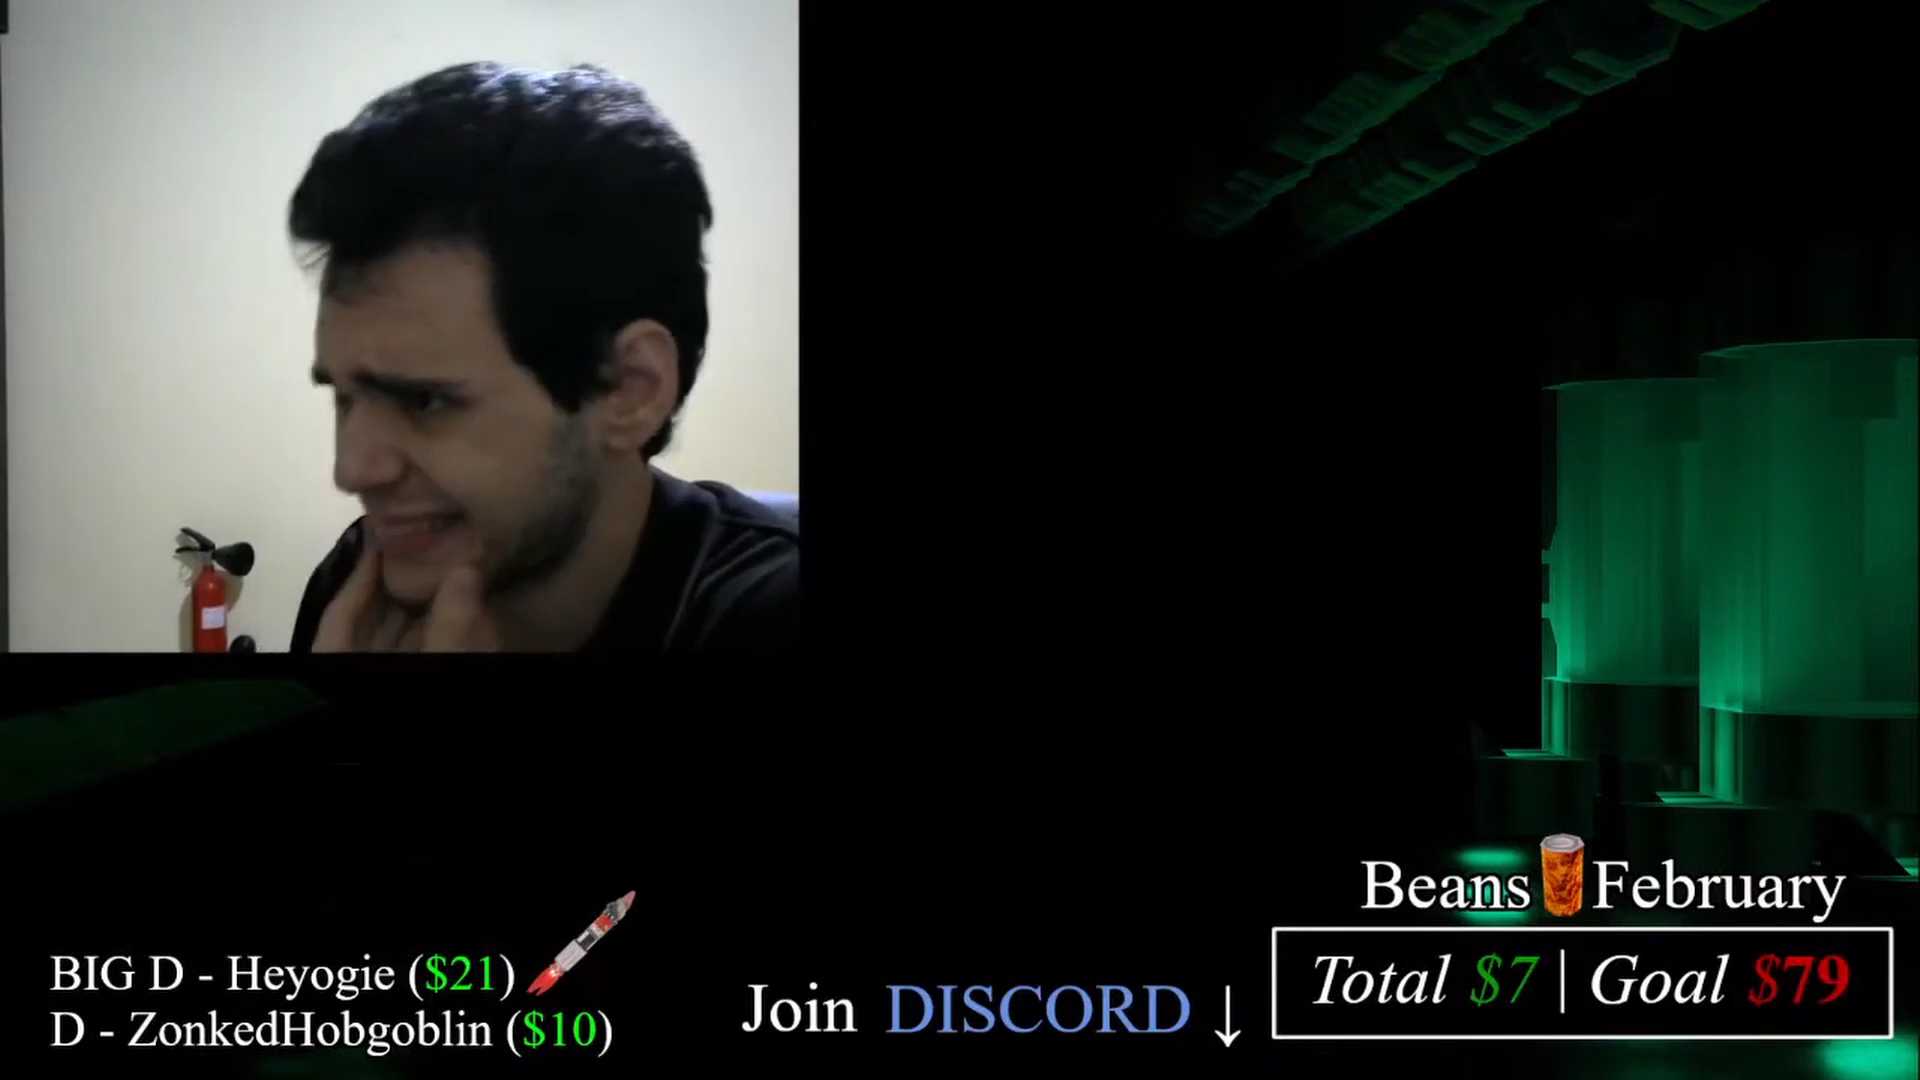 Beans February
Total $7 | Goal $79
BIG D - Heyogie ($21)
D - ZonkedHobgoblin ($10)
Join DISCORD ↓